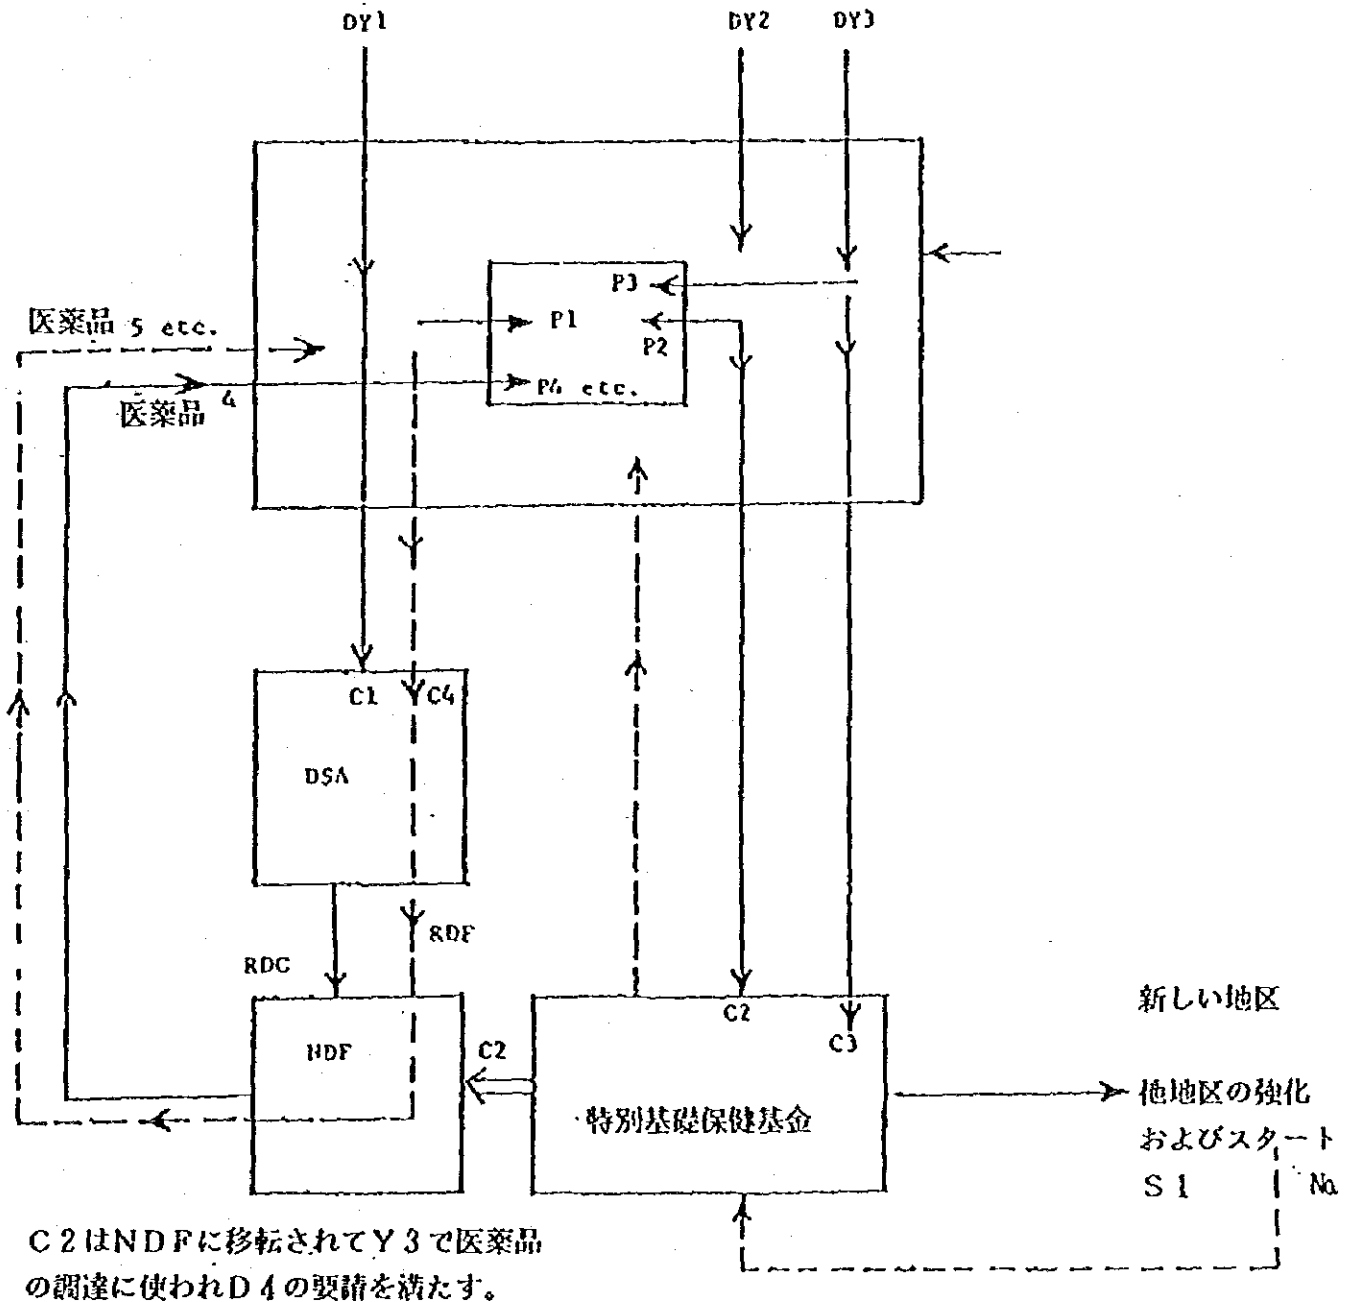 DY1 DY2 DY3
P3
医薬品 5 etc.
P1
P2
P4 etc.
医薬品 4
C1 C4
DSA
RDF
RDC
C2
新しい地区
C3
NDF
C2
他地区の強化
特別基礎保健基金
およびスタート
S1 Na
C2はNDFに移転されてY3で医薬品
の調達に使われD4の要請を満たす。